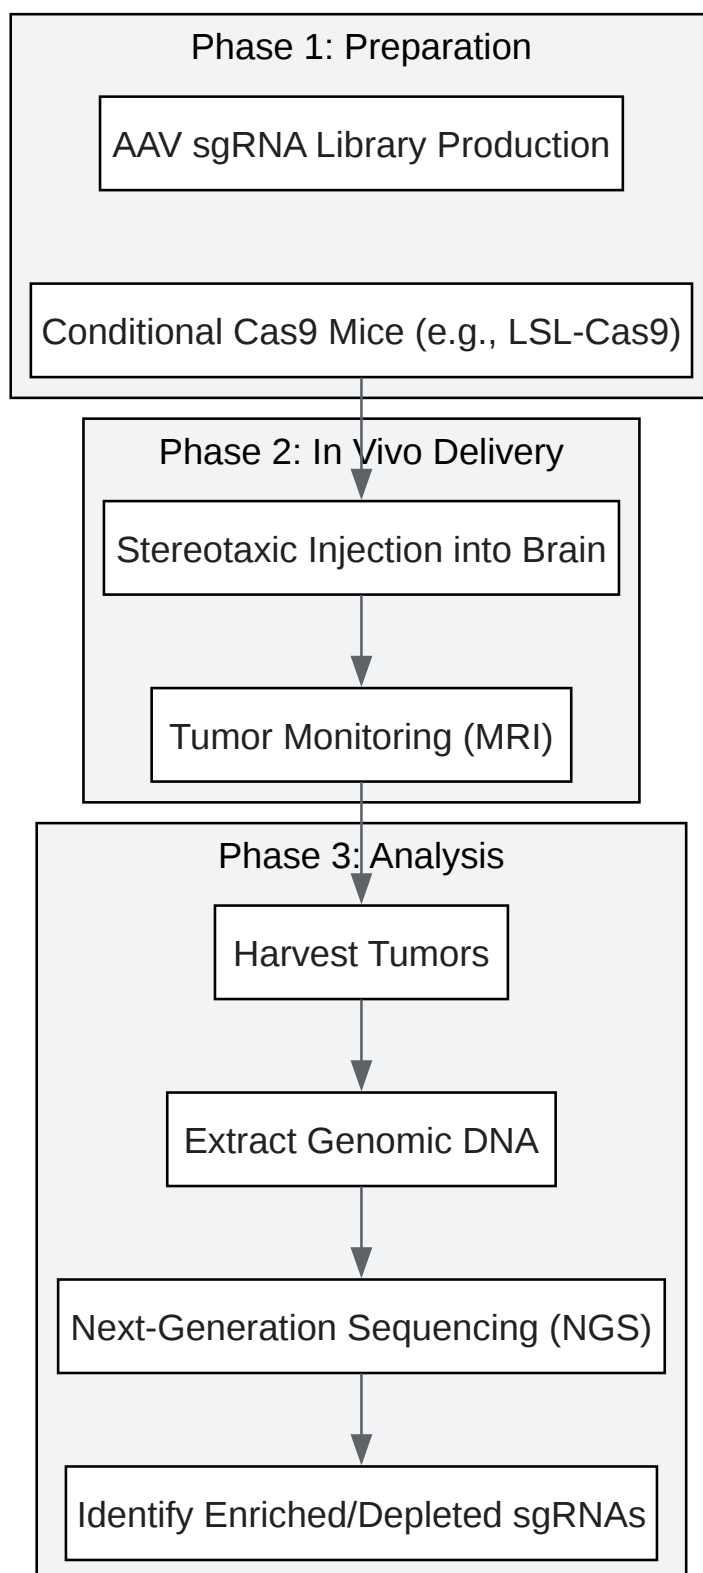 Phase 1: Preparation
AAV sgRNA Library Production
Conditional Cas9 Mice (e.g., LSL-Cas9)
Phase 2: In Vivo Delivery
Stereotaxic Injection into Brain
Tumor Monitoring (MRI)
Phase 3: Analysis
Harvest Tumors
Extract Genomic DNA
Next-Generation Sequencing (NGS)
Identify Enriched/Depleted sgRNAs